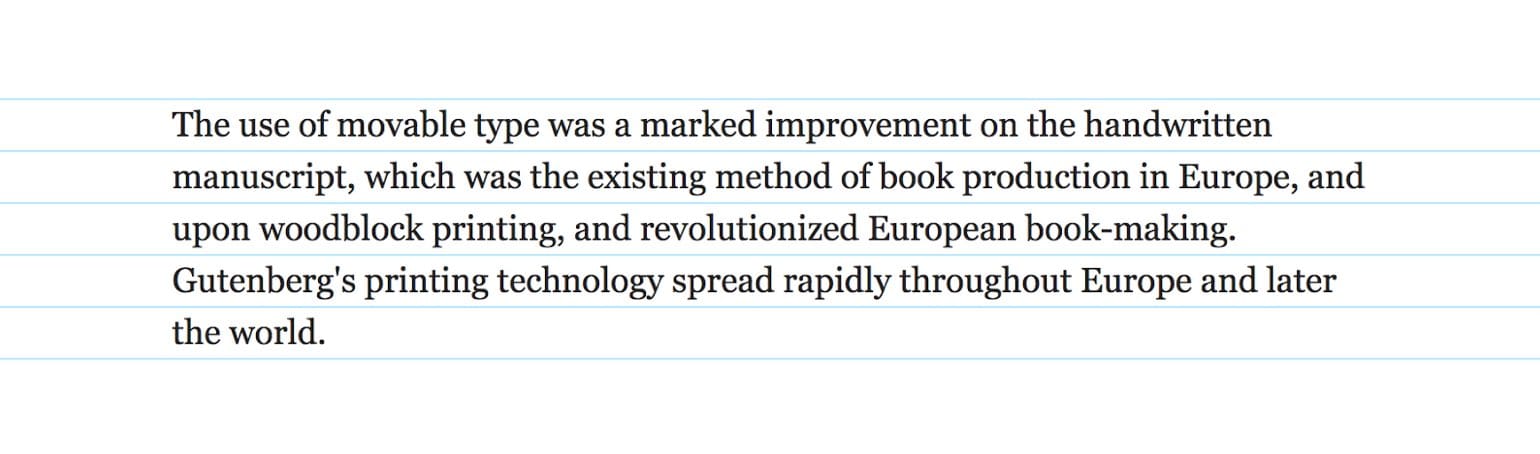 The use of movable type was a marked improvement on the handwritten
manuscript, which was the existing method of book production in Europe, and
upon woodblock printing, and revolutionized European book-making.
Gutenberg's printing technology spread rapidly throughout Europe and later
the world.